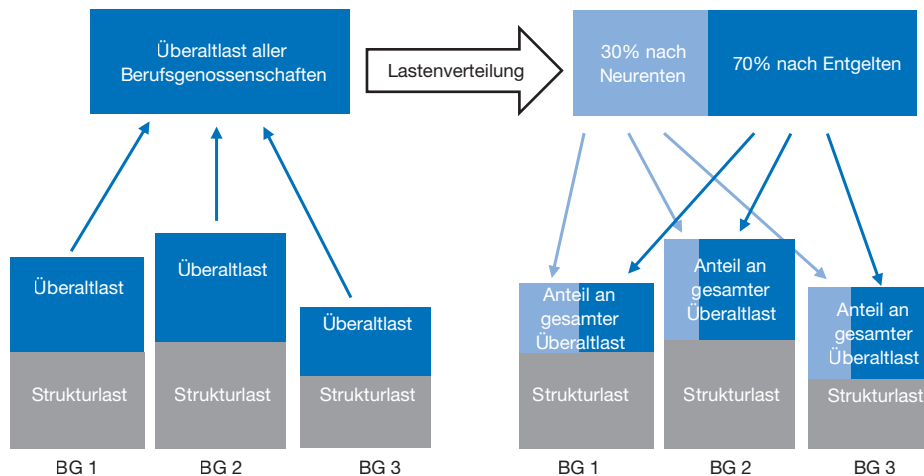 Überaltlast aller
Berufsgenossenschaften
Lastenverteilung
30% nach
Neurenten
70% nach Entgelten
Überaltlast
Strukturlast
BG 1
Überaltlast
Strukturlast
BG 2
Überaltlast
Strukturlast
BG 3
Anteil an
gesamter
Überaltlast
Strukturlast
BG 1
Anteil an
gesamter
Überaltlast
Strukturlast
BG 2
Anteil an
gesamter
Überaltlast
Strukturlast
BG 3